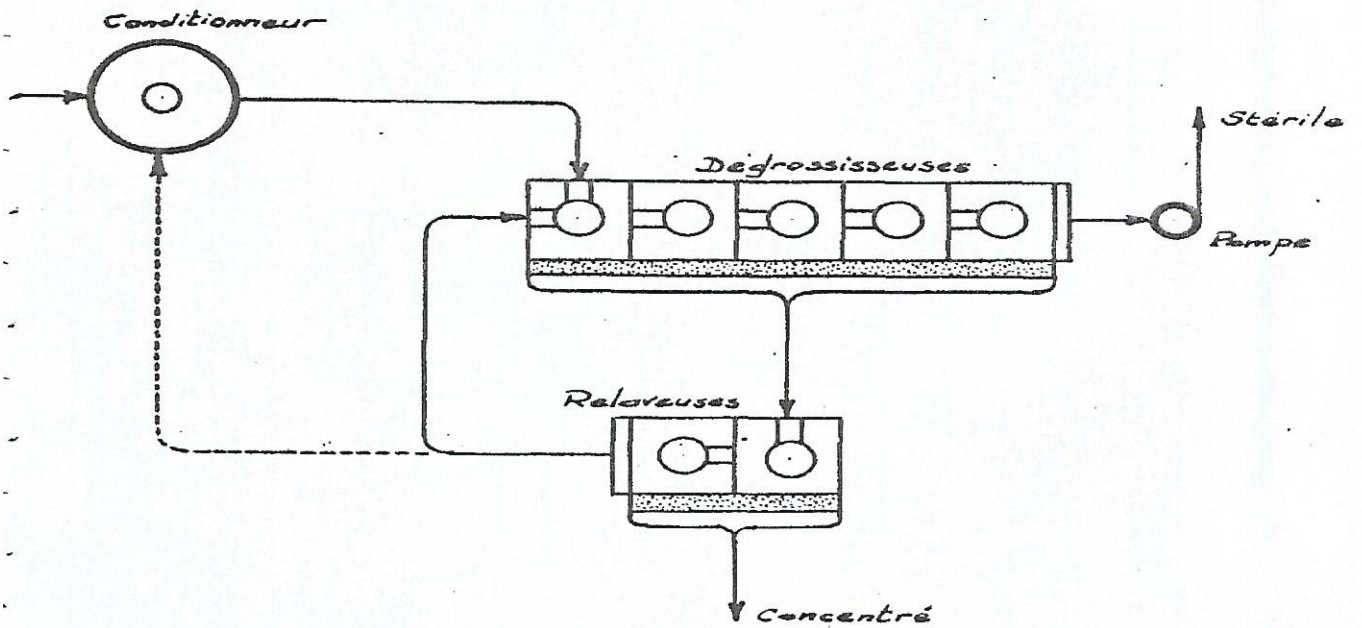 Conditionneur
Stérile
Dégrossisseuses
Pompe
Relaveuses
Concentré